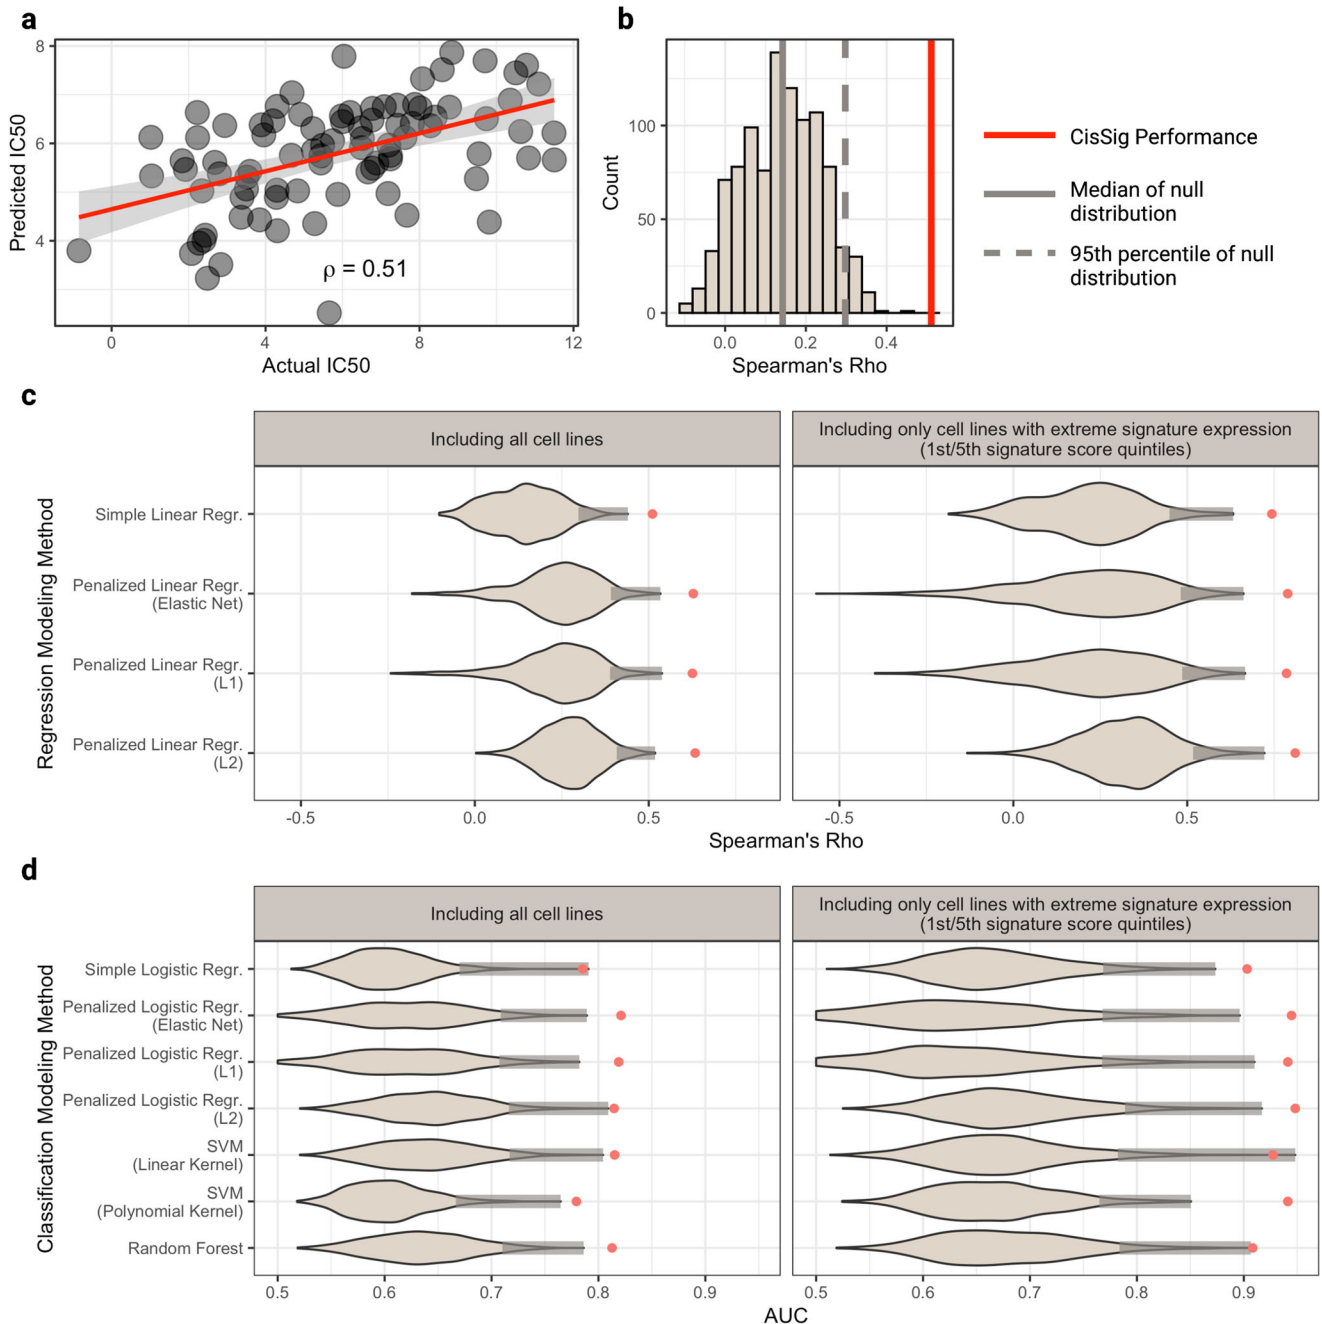 a
8
6
4
Predicted IC50
ρ = 0.51
0
4
8
12
Actual IC50
b
100
50
0
Count
0.0
0.2
0.4
Spearman's Rho
CisSig Performance
Median of null
distribution
95th percentile of null
distribution
c
Including all cell lines
Including only cell lines with extreme signature expression
(1st/5th signature score quintiles)
Regression Modeling Method
Simple Linear Regr.
Penalized Linear Regr.
(Elastic Net)
Penalized Linear Regr.
(L1)
Penalized Linear Regr.
(L2)
-0.5
0.0
0.5
-0.5
0.0
0.5
Spearman's Rho
d
Including all cell lines
Including only cell lines with extreme signature expression
(1st/5th signature score quintiles)
Classification Modeling Method
Simple Logistic Regr.
Penalized Logistic Regr.
(Elastic Net)
Penalized Logistic Regr.
(L1)
Penalized Logistic Regr.
(L2)
SVM
(Linear Kernel)
SVM
(Polynomial Kernel)
Random Forest
0.5
0.6
0.7
0.8
0.9
0.5
0.6
0.7
0.8
0.9
AUC